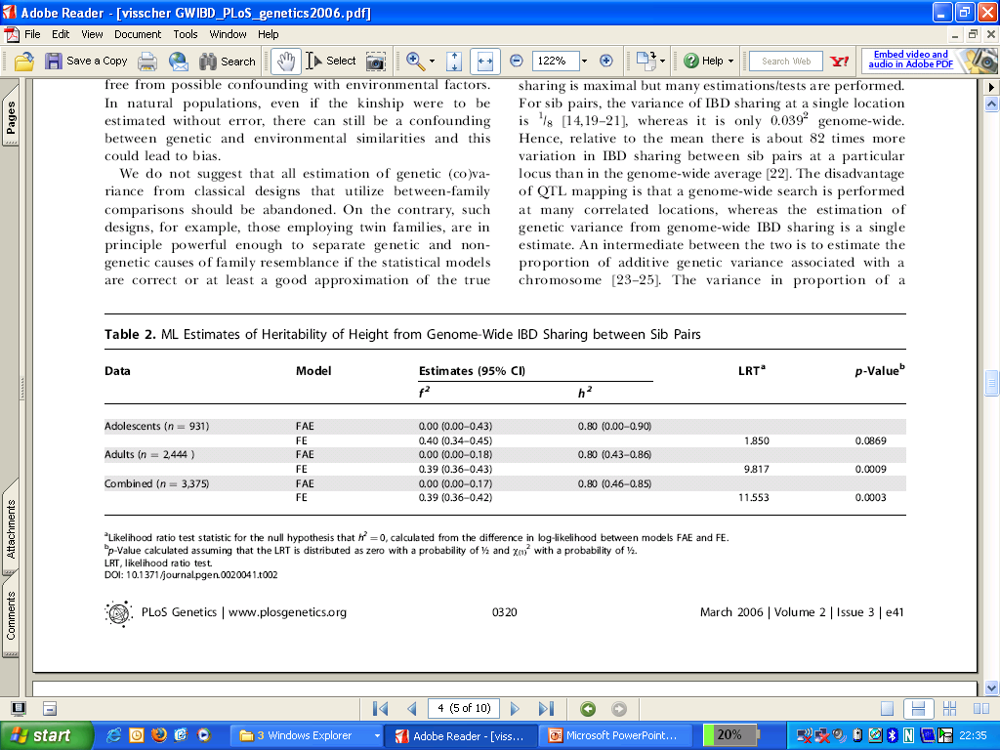 Adobe Reader - [visscher GWIBD_PLoS_genetics2006.pdf]
File Edit View Document Tools Window Help
Save a Copy Search Select 122% Help Search Web Y! Embed video and
audio in Adobe PDF
Pages
Attachments
Comments
free from possible confounding with environmental factors.
In natural populations, even if the kinship were to be
estimated without error, there can still be a confounding
between genetic and environmental similarities and this
could lead to bias.
We do not suggest that all estimation of genetic (co)va-
riance from classical designs that utilize between-family
comparisons should be abandoned. On the contrary, such
designs, for example, those employing twin families, are in
principle powerful enough to separate genetic and non-
genetic causes of family resemblance if the statistical models
are correct or at least a good approximation of the true
sharing is maximal but many estimations/tests are performed.
For sib pairs, the variance of IBD sharing at a single location
is 1/8 [14,19–21], whereas it is only 0.039² genome-wide.
Hence, relative to the mean there is about 82 times more
variation in IBD sharing between sib pairs at a particular
locus than in the genome-wide average [22]. The disadvantage
of QTL mapping is that a genome-wide search is performed
at many correlated locations, whereas the estimation of
genetic variance from genome-wide IBD sharing is a single
estimate. An intermediate between the two is to estimate the
proportion of additive genetic variance associated with a
chromosome [23–25]. The variance in proportion of a
Table 2. ML Estimates of Heritability of Height from Genome-Wide IBD Sharing between Sib Pairs
Data Model Estimates (95% CI) LRTᵃ p-Valueᵇ
f² h²
Adolescents (n = 931) FAE 0.00 (0.00–0.43) 0.80 (0.00–0.90)
FE 0.40 (0.34–0.45) 1.850 0.0869
Adults (n = 2,444 ) FAE 0.00 (0.00–0.18) 0.80 (0.43–0.86)
FE 0.39 (0.36–0.43) 9.817 0.0009
Combined (n = 3,375) FAE 0.00 (0.00–0.17) 0.80 (0.46–0.85)
FE 0.39 (0.36–0.42) 11.553 0.0003
ᵃLikelihood ratio test statistic for the null hypothesis that h² = 0, calculated from the difference in log-likelihood between models FAE and FE.
ᵇp-Value calculated assuming that the LRT is distributed as zero with a probability of ½ and χ₍₁₎² with a probability of ½.
LRT, likelihood ratio test.
DOI: 10.1371/journal.pgen.0020041.t002
PLoS Genetics | www.plosgenetics.org 0320 March 2006 | Volume 2 | Issue 3 | e41
4 (5 of 10)
start 3 Windows Explorer Adobe Reader - [viss... Microsoft PowerPoint... 20% N 22:35